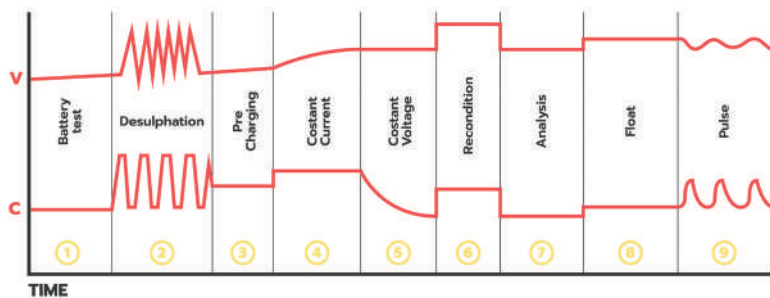 V
C
Battery
test
Desulphation
Pre
Charging
Costant
Current
Costant
Voltage
Recondition
Analysis
Float
Pulse
1
2
3
4
5
6
7
8
9
TIME